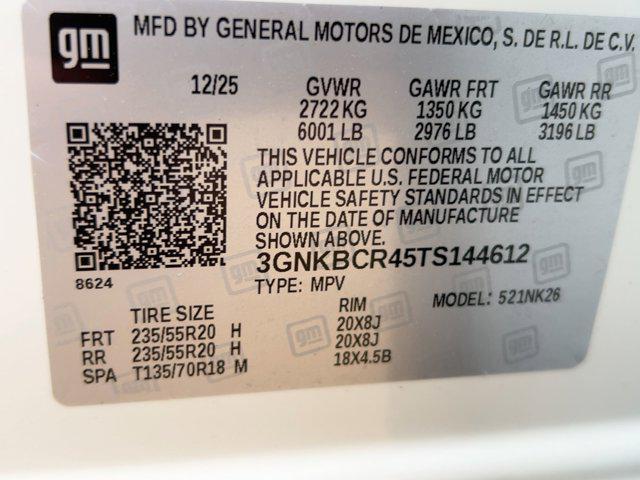 gm
MFD BY GENERAL MOTORS DE MEXICO, S. DE R.L. DE C.V.
12/25 GVWR GAWR FRT GAWR RR
2722 KG 1350 KG 1450 KG
6001 LB 2976 LB 3196 LB
THIS VEHICLE CONFORMS TO ALL
APPLICABLE U.S. FEDERAL MOTOR
VEHICLE SAFETY STANDARDS IN EFFECT
ON THE DATE OF MANUFACTURE
SHOWN ABOVE.
3GNKBCR45TS144612
8624
TYPE: MPV MODEL: 521NK26
TIRE SIZE RIM
FRT 235/55R20 H 20X8J
RR 235/55R20 H 20X8J
SPA T135/70R18 M 18X4.5B